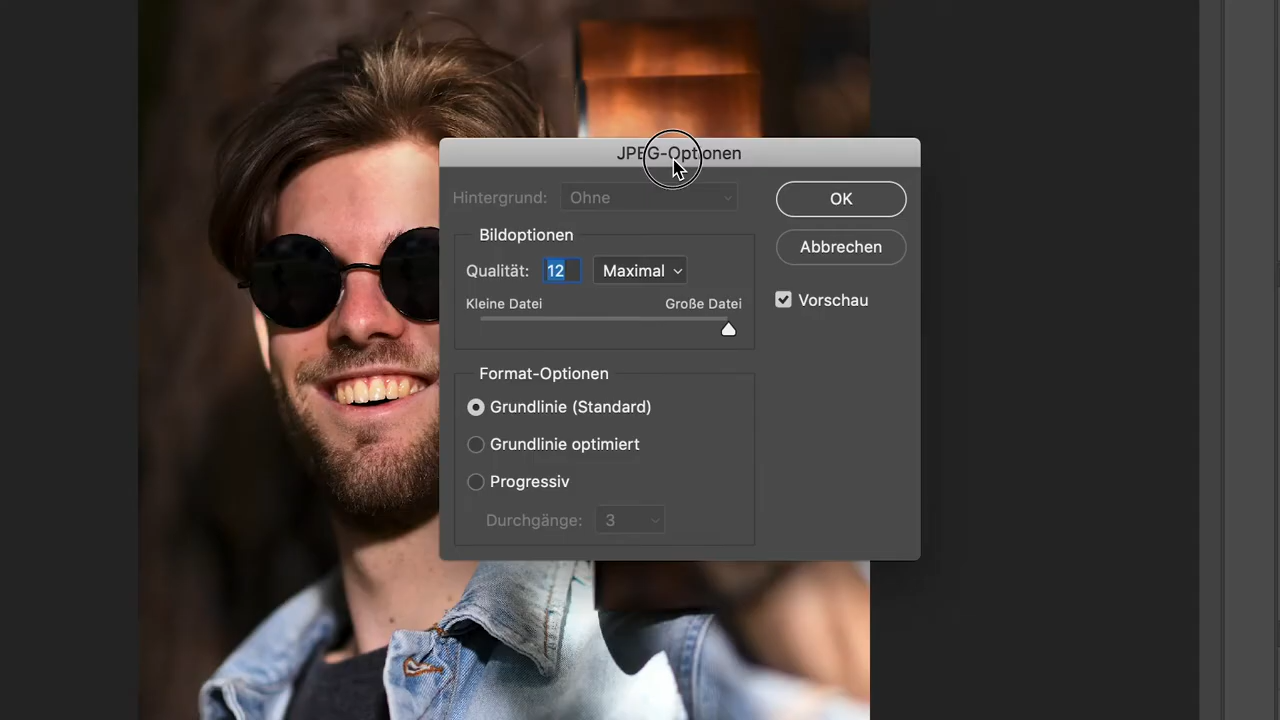 JPEG-Optionen
Hintergrund: Ohne
OK
Bildoptionen
Abbrechen
Qualität: 12 Maximal
Kleine Datei Große Datei
Vorschau
Format-Optionen
Grundlinie (Standard)
Grundlinie optimiert
Progressiv
Durchgänge: 3